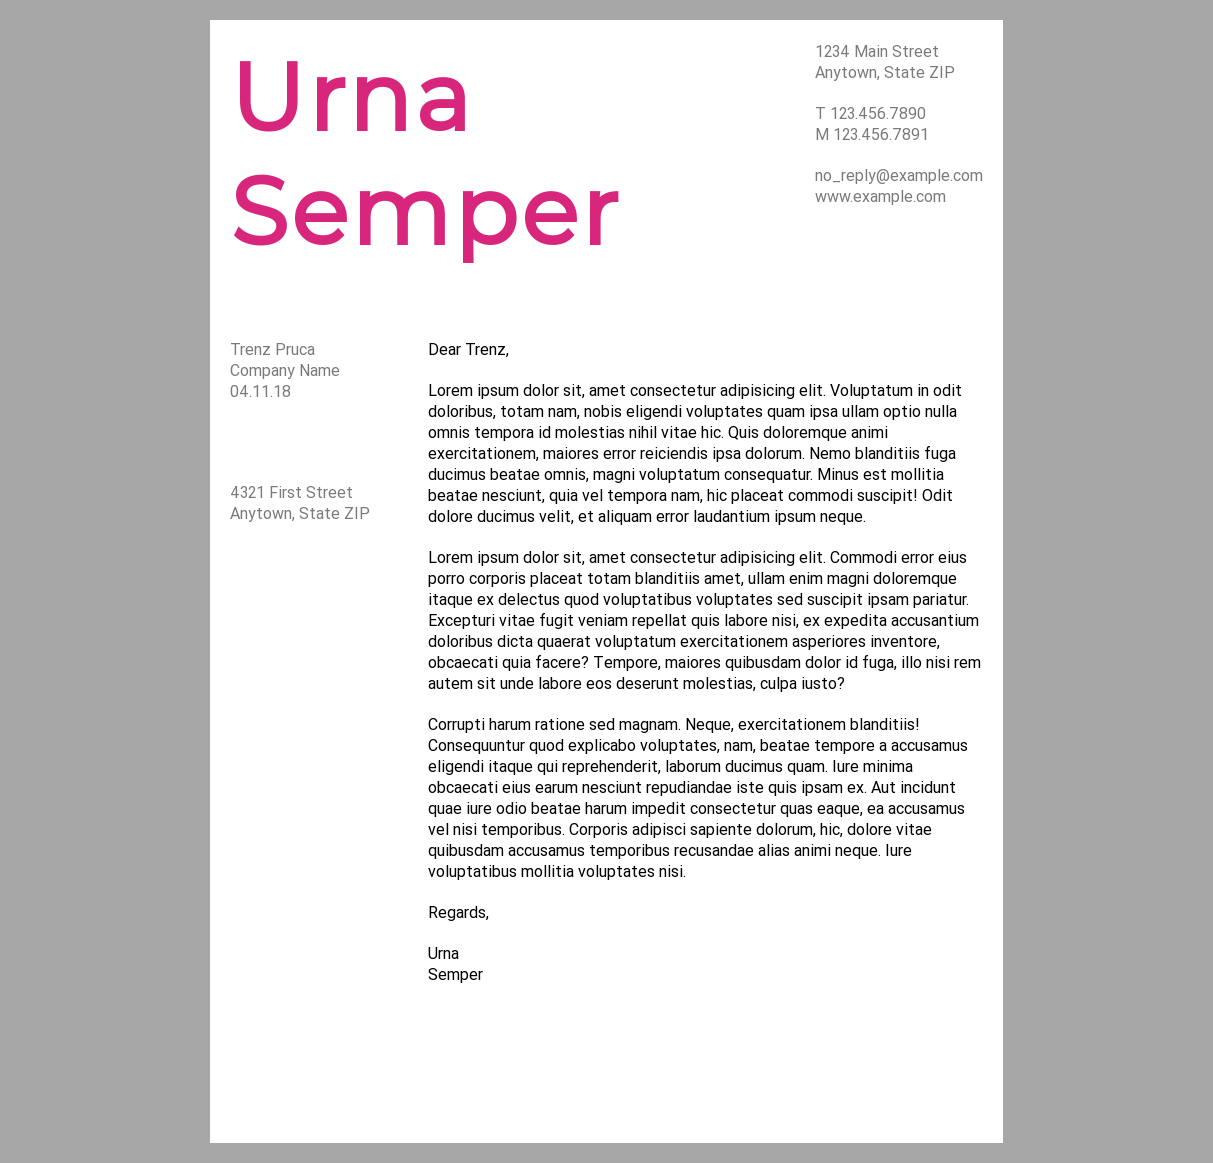 Urna
Semper
1234 Main Street
Anytown, State ZIP
T 123.456.7890
M 123.456.7891
no_reply@example.com
www.example.com
Trenz Pruca
Company Name
04.11.18
4321 First Street
Anytown, State ZIP
Dear Trenz,
Lorem ipsum dolor sit, amet consectetur adipisicing elit. Voluptatum in odit
doloribus, totam nam, nobis eligendi voluptates quam ipsa ullam optio nulla
omnis tempora id molestias nihil vitae hic. Quis doloremque animi
exercitationem, maiores error reiciendis ipsa dolorum. Nemo blanditiis fuga
ducimus beatae omnis, magni voluptatum consequatur. Minus est mollitia
beatae nesciunt, quia vel tempora nam, hic placeat commodi suscipit! Odit
dolore ducimus velit, et aliquam error laudantium ipsum neque.
Lorem ipsum dolor sit, amet consectetur adipisicing elit. Commodi error eius
porro corporis placeat totam blanditiis amet, ullam enim magni doloremque
itaque ex delectus quod voluptatibus voluptates sed suscipit ipsam pariatur.
Excepturi vitae fugit veniam repellat quis labore nisi, ex expedita accusantium
doloribus dicta quaerat voluptatum exercitationem asperiores inventore,
obcaecati quia facere? Tempore, maiores quibusdam dolor id fuga, illo nisi rem
autem sit unde labore eos deserunt molestias, culpa iusto?
Corrupti harum ratione sed magnam. Neque, exercitationem blanditiis!
Consequuntur quod explicabo voluptates, nam, beatae tempore a accusamus
eligendi itaque qui reprehenderit, laborum ducimus quam. Iure minima
obcaecati eius earum nesciunt repudiandae iste quis ipsam ex. Aut incidunt
quae iure odio beatae harum impedit consectetur quas eaque, ea accusamus
vel nisi temporibus. Corporis adipisci sapiente dolorum, hic, dolore vitae
quibusdam accusamus temporibus recusandae alias animi neque. Iure
voluptatibus mollitia voluptates nisi.
Regards,
Urna
Semper